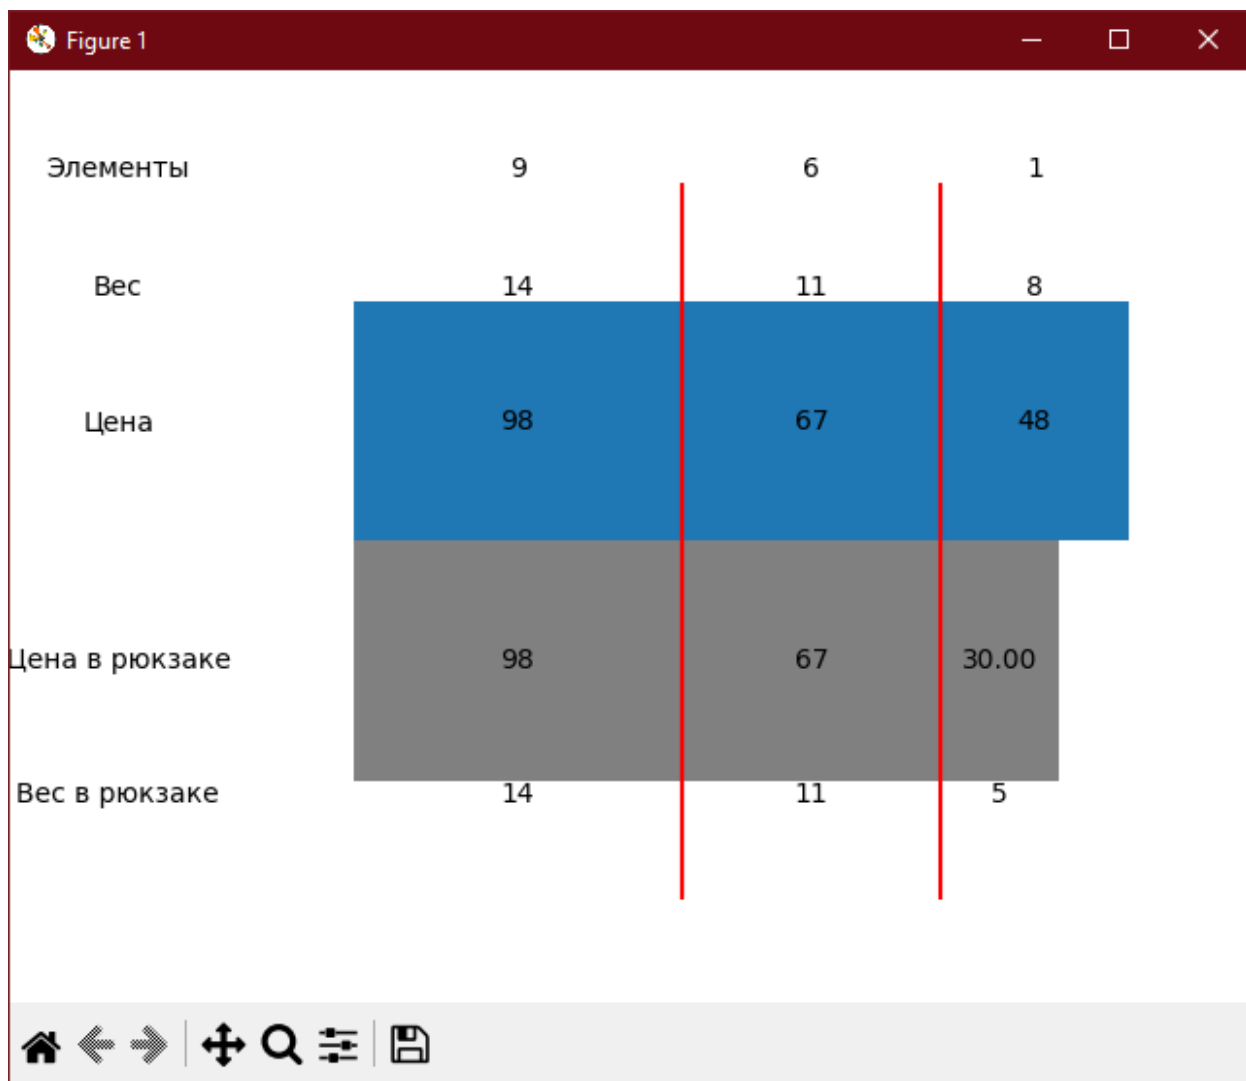 Figure 1
Элементы 9 6 1
Вес 14 11 8
Цена 98 67 48
Цена в рюкзаке 98 67 30.00
Вес в рюкзаке 14 11 5